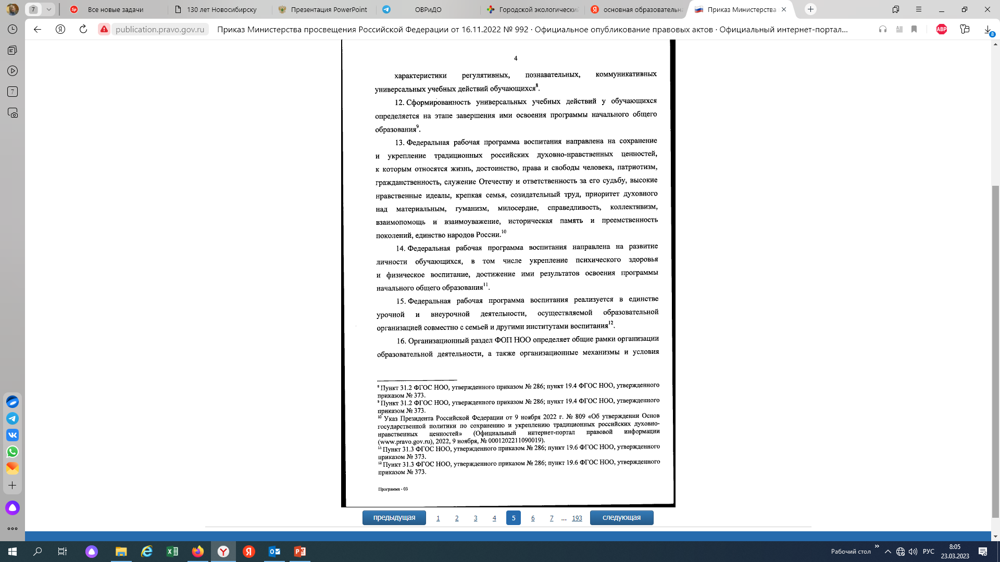 7
Все новые задачи
130 лет Новосибирску
Презентация PowerPoint
ОВРиДО
Городской экологический
основная образовательна
Приказ Министерства
publication.pravo.gov.ru
Приказ Министерства просвещения Российской Федерации от 16.11.2022 № 992 · Официальное опубликование правовых актов · Официальный интернет-портал...
ABP
8
7
4
характеристики регулятивных, познавательных, коммуникативных
универсальных учебных действий обучающихся⁸.
12. Сформированность универсальных учебных действий у обучающихся
определяется на этапе завершения ими освоения программы начального общего
образования⁹.
13. Федеральная рабочая программа воспитания направлена на сохранение
и укрепление традиционных российских духовно-нравственных ценностей,
к которым относятся жизнь, достоинство, права и свободы человека, патриотизм,
гражданственность, служение Отечеству и ответственность за его судьбу, высокие
нравственные идеалы, крепкая семья, созидательный труд, приоритет духовного
над материальным, гуманизм, милосердие, справедливость, коллективизм,
взаимопомощь и взаимоуважение, историческая память и преемственность
поколений, единство народов России.¹⁰
14. Федеральная рабочая программа воспитания направлена на развитие
личности обучающихся, в том числе укрепление психического здоровья
и физическое воспитание, достижение ими результатов освоения программы
начального общего образования¹¹.
15. Федеральная рабочая программа воспитания реализуется в единстве
урочной и внеурочной деятельности, осуществляемой образовательной
организацией совместно с семьей и другими институтами воспитания¹².
16. Организационный раздел ФОП НОО определяет общие рамки организации
образовательной деятельности, а также организационные механизмы и условия
⁸ Пункт 31.2 ФГОС НОО, утвержденного приказом № 286; пункт 19.4 ФГОС НОО, утвержденного
приказом № 373.
⁹ Пункт 31.2 ФГОС НОО, утвержденного приказом № 286; пункт 19.4 ФГОС НОО, утвержденного
приказом № 373.
¹⁰ Указ Президента Российской Федерации от 9 ноября 2022 г. № 809 «Об утверждении Основ
государственной политики по сохранению и укреплению традиционных российских духовно-
нравственных ценностей» (Официальный интернет-портал правовой информации
(www.pravo.gov.ru), 2022, 9 ноября, № 0001202211090019).
¹¹ Пункт 31.3 ФГОС НОО, утвержденного приказом № 286; пункт 19.6 ФГОС НОО, утвержденного
приказом № 373.
¹² Пункт 31.3 ФГОС НОО, утвержденного приказом № 286; пункт 19.6 ФГОС НОО, утвержденного
приказом № 373.
Программа - 03
предыдущая 1 2 3 4 5 6 7 ... 193 следующая
Рабочий стол
РУС
8:05
23.03.2023